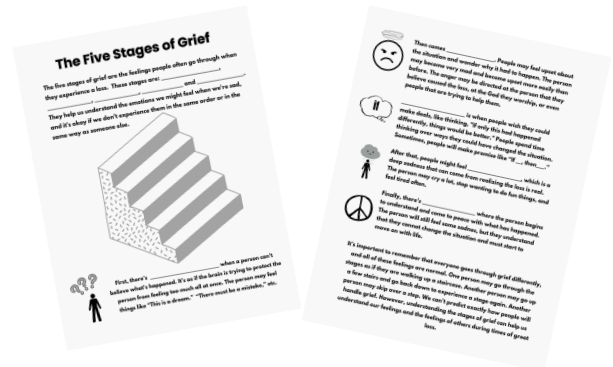 The Five Stages of Grief
The five stages of grief are the feelings people often go through when
they experience a loss. These stages are: ____________,
____________, ____________, ____________ and ____________.
They help us understand the emotions we might feel when we're sad,
and it's okay if we don't experience them in the same order or in the
same way as someone else.
???
First, there's ____________ when a person can't
believe what's happened. It's as if the brain is trying to protect the
person from feeling too much all at once. The person may feel
things like "This is a dream." "There must be a mistake." etc.
Then comes ____________. People may feel upset about
the situation and wonder why it had to happen. The person
may become very mad and become upset more easily than
before. The anger may be directed at the person that they
believe caused the loss, at the God they worship, or even
people that are trying to help them.
if
____________, is when people wish they could
make deals, like thinking, "If only this had happened
differently, things would be better." People spend time
thinking over ways they could have changed the situation.
Sometimes, people will make promise like "If __, then__."
After that, people might feel ____________, which is a
deep sadness that can come from realizing the loss is real.
The person may cry a lot, stop wanting to do fun things, and
feel tired often.
Finally, there's ____________ where the person begins
to understand and come to peace with what has happened.
The person will still feel some sadnes, but they understand
that they cannot change the situation and must start to
move on with life.
It's important to remember that everyone goes through grief differently,
and all of these feelings are normal. One person may go through the
stages as if they are walking up a staircase. Another person may go up
a few stairs and go back down to experience a stage again. Another
person may skip over a step. We can't predict exactly how people will
handle grief. However, understanding the stages of grief can help us
understand our feelings and the feelings of others during times of great
loss.